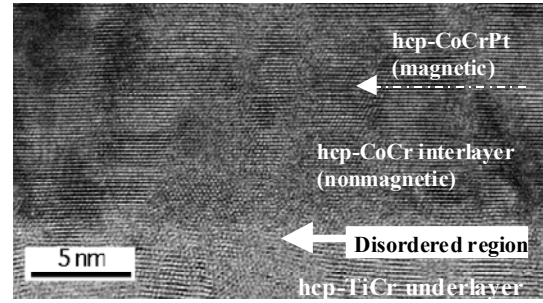 hcp-CoCrPt
(magnetic)
hcp-CoCr interlayer
(nonmagnetic)
Disordered region
5 nm
hcp-TiCr underlayer